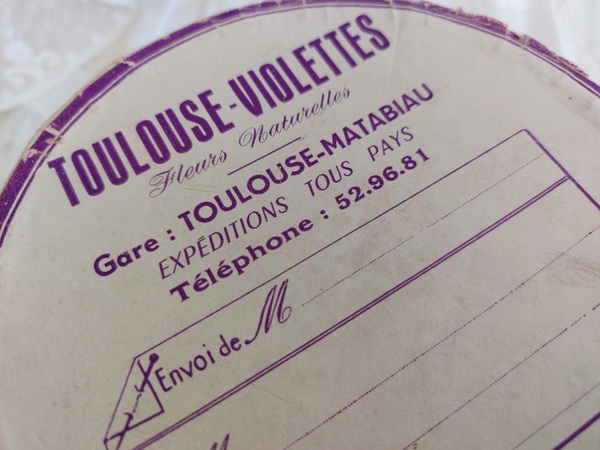 TOULOUSE-VIOLETTES
Fleurs Naturelles
Gare : TOULOUSE-MATABIAU
EXPÉDITIONS TOUS PAYS
Téléphone : 52.96.81
Envoi de M
M